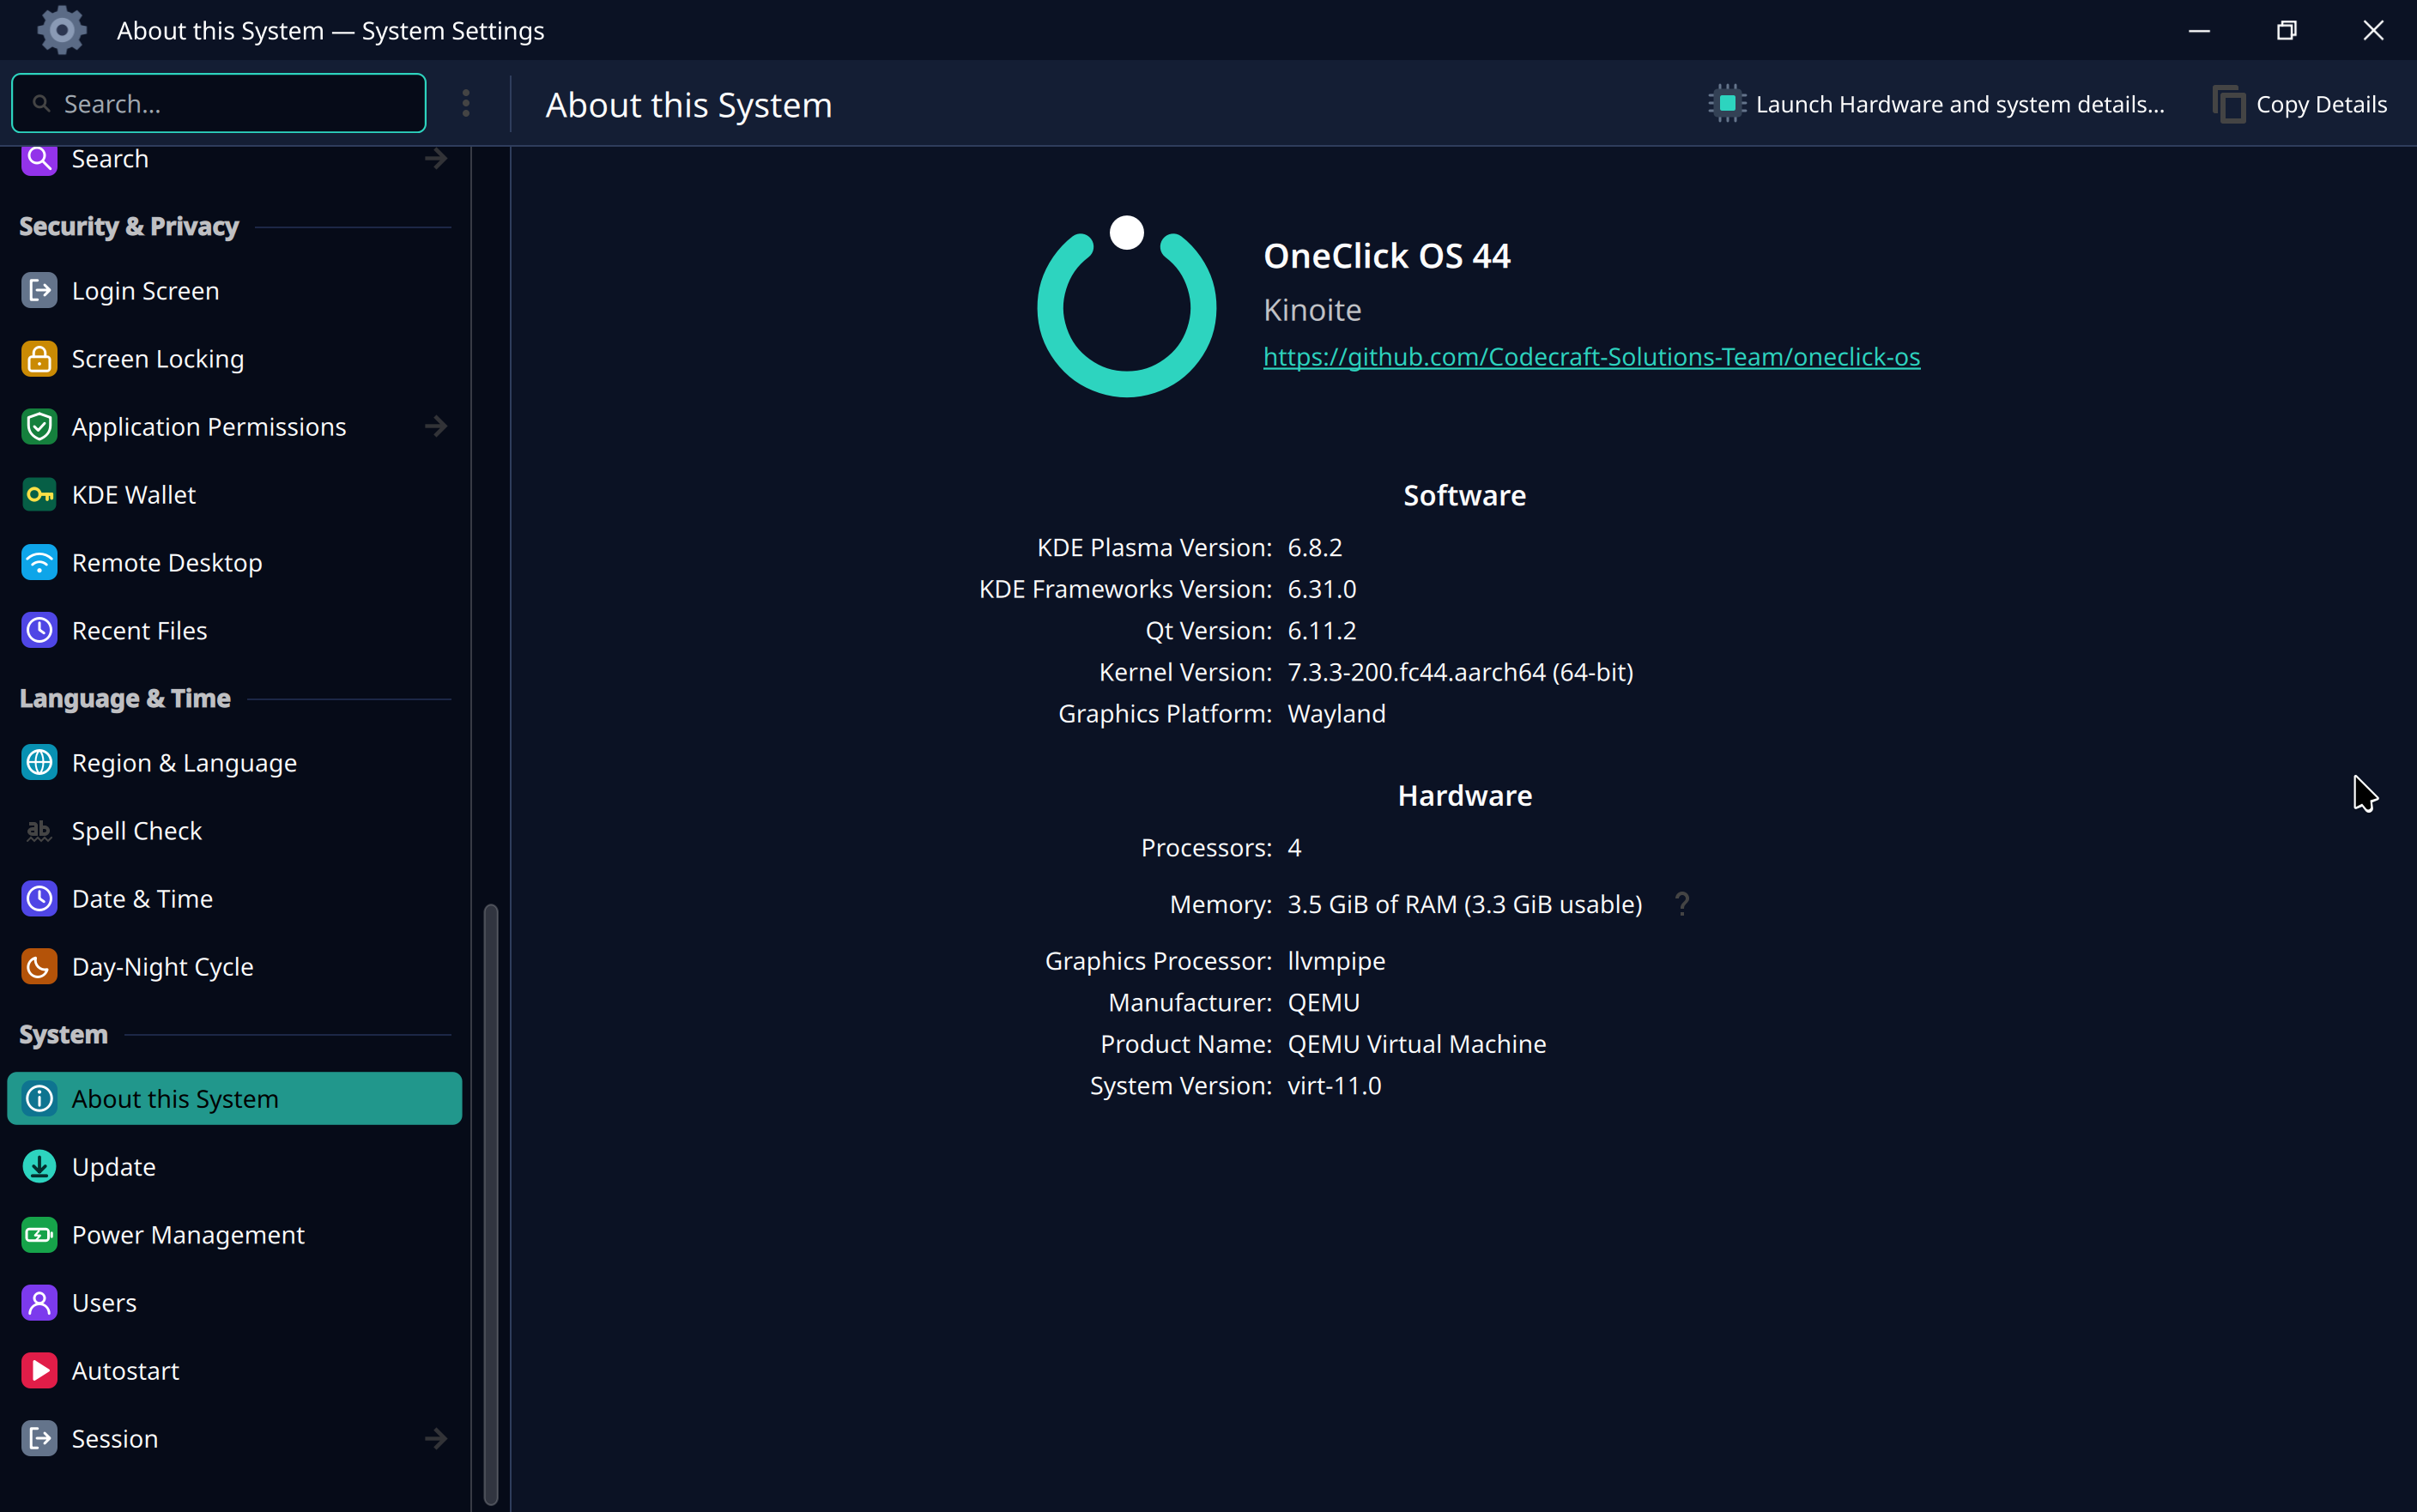 About this System — System Settings
Search...
About this System
Launch Hardware and system details...
Copy Details
Search
Security & Privacy
Login Screen
Screen Locking
Application Permissions
KDE Wallet
Remote Desktop
Recent Files
Language & Time
Region & Language
Spell Check
Date & Time
Day-Night Cycle
System
About this System
Update
Power Management
Users
Autostart
Session
OneClick OS 44
Kinoite
https://github.com/Codecraft-Solutions-Team/oneclick-os
Software
KDE Plasma Version: 6.8.2
KDE Frameworks Version: 6.31.0
Qt Version: 6.11.2
Kernel Version: 7.3.3-200.fc44.aarch64 (64-bit)
Graphics Platform: Wayland
Hardware
Processors: 4
Memory: 3.5 GiB of RAM (3.3 GiB usable) ?
Graphics Processor: llvmpipe
Manufacturer: QEMU
Product Name: QEMU Virtual Machine
System Version: virt-11.0